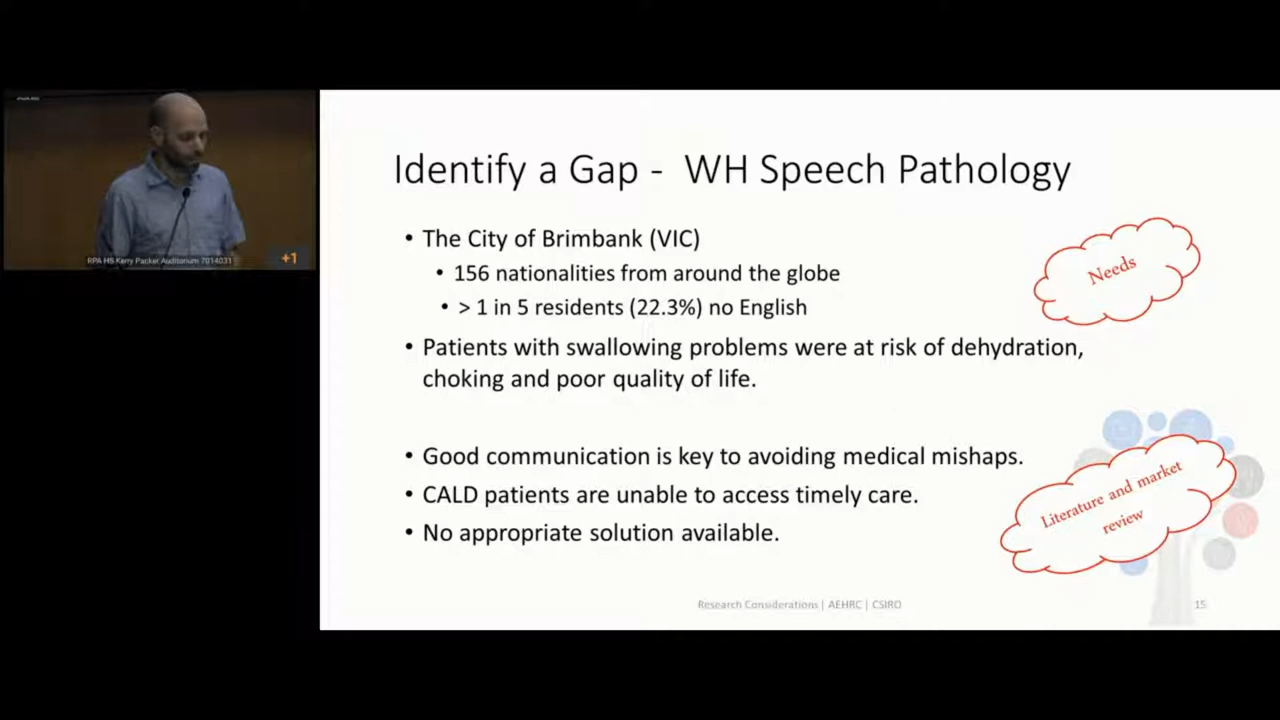 RPA HB Kerry Packer Auditorium 7014031
+1
Identify a Gap - WH Speech Pathology
• The City of Brimbank (VIC)
• 156 nationalities from around the globe
• > 1 in 5 residents (22.3%) no English
Needs
• Patients with swallowing problems were at risk of dehydration,
choking and poor quality of life.
• Good communication is key to avoiding medical mishaps.
• CALD patients are unable to access timely care.
• No appropriate solution available.
Literature and market
review
Research Considerations | AEHRC | CSIRO
15